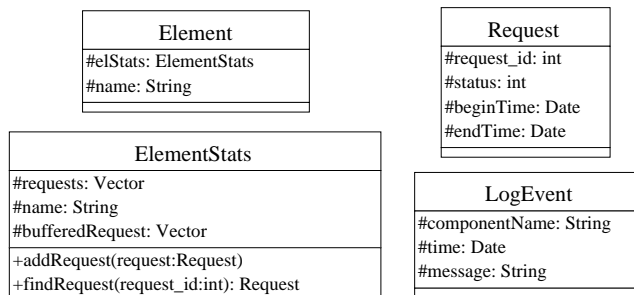 Element
#elStats: ElementStats
#name: String
Request
#request_id: int
#status: int
#beginTime: Date
#endTime: Date
ElementStats
#requests: Vector
#name: String
#bufferedRequest: Vector
+addRequest(request:Request)
+findRequest(request_id:int): Request
LogEvent
#componentName: String
#time: Date
#message: String